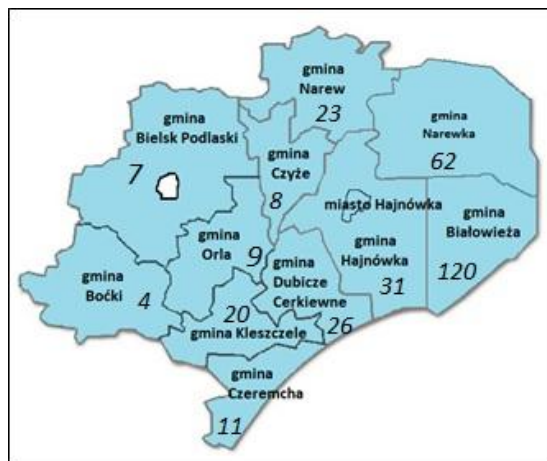 gmina
Narew
23
gmina
Bielsk Podlaski
7
gmina
Narewka
62
gmina
Czyże
8
miasto Hajnówka
gmina
Białowieża
120
gmina
Orla
9
gmina
Hajnówka
31
gmina
Boćki
4
gmina
Dubicze
Cerkiewne
26
20
gmina Kleszczele
gmina
Czeremcha
11